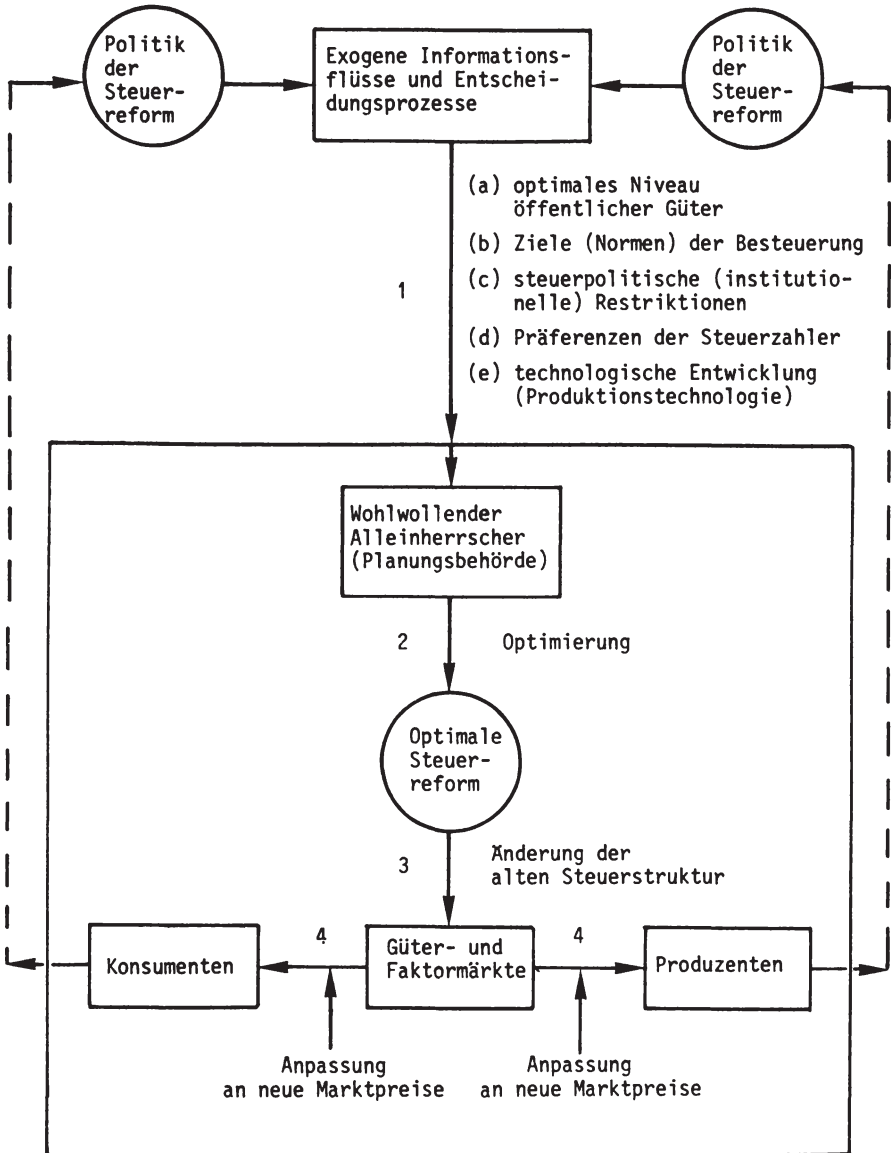 Politik
der
Steuer-
reform
Exogene Informations-
flüsse und Entschei-
dungsprozesse
Politik
der
Steuer-
reform
1
(a) optimales Niveau
öffentlicher Güter
(b) Ziele (Normen) der Besteuerung
(c) steuerpolitische (institutio-
nelle) Restriktionen
(d) Präferenzen der Steuerzahler
(e) technologische Entwicklung
(Produktionstechnologie)
Wohlwollender
Alleinherrscher
(Planungsbehörde)
2 Optimierung
Optimale
Steuer-
reform
3
Änderung der
alten Steuerstruktur
Konsumenten
4
Güter- und
Faktormärkte
4
Produzenten
Anpassung
an neue Marktpreise
Anpassung
an neue Marktpreise